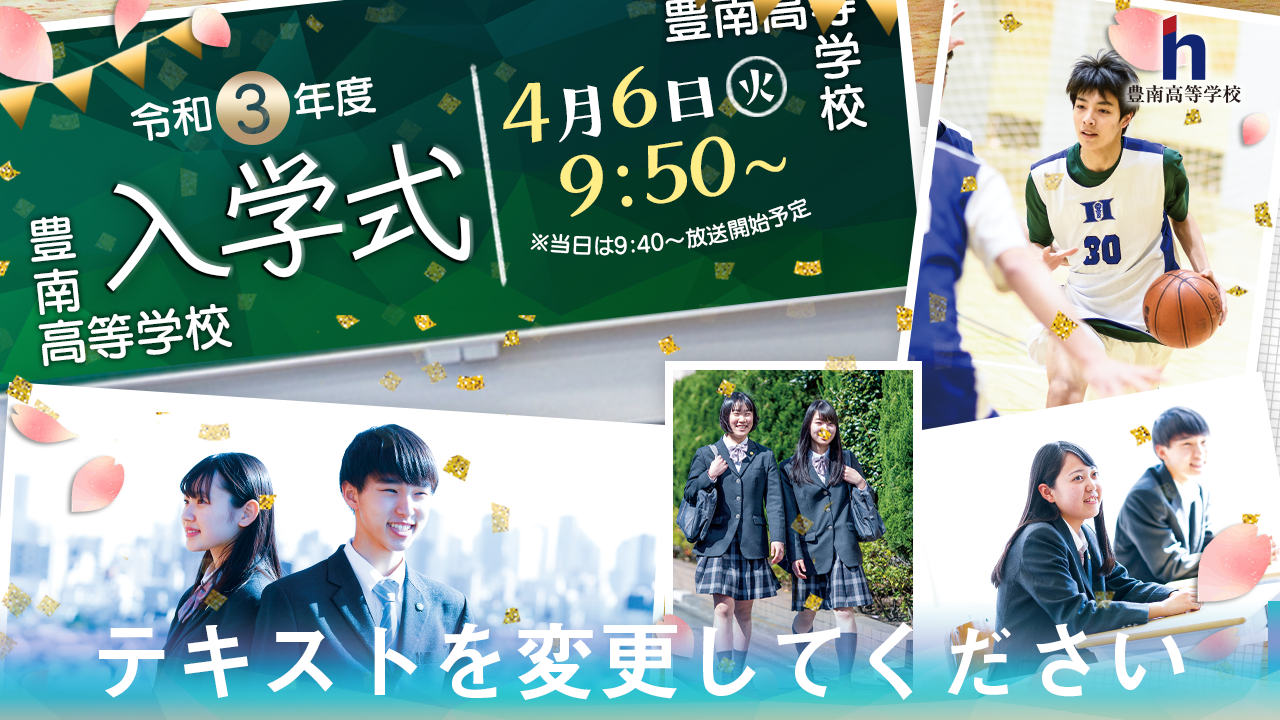 令和3年度
入学式
豊南
高等学校
4月6日 火
9:50～
※当日は9:40～放送開始予定
豊南高等
学校
h
豊南高等学校
30
テキストを変更してください